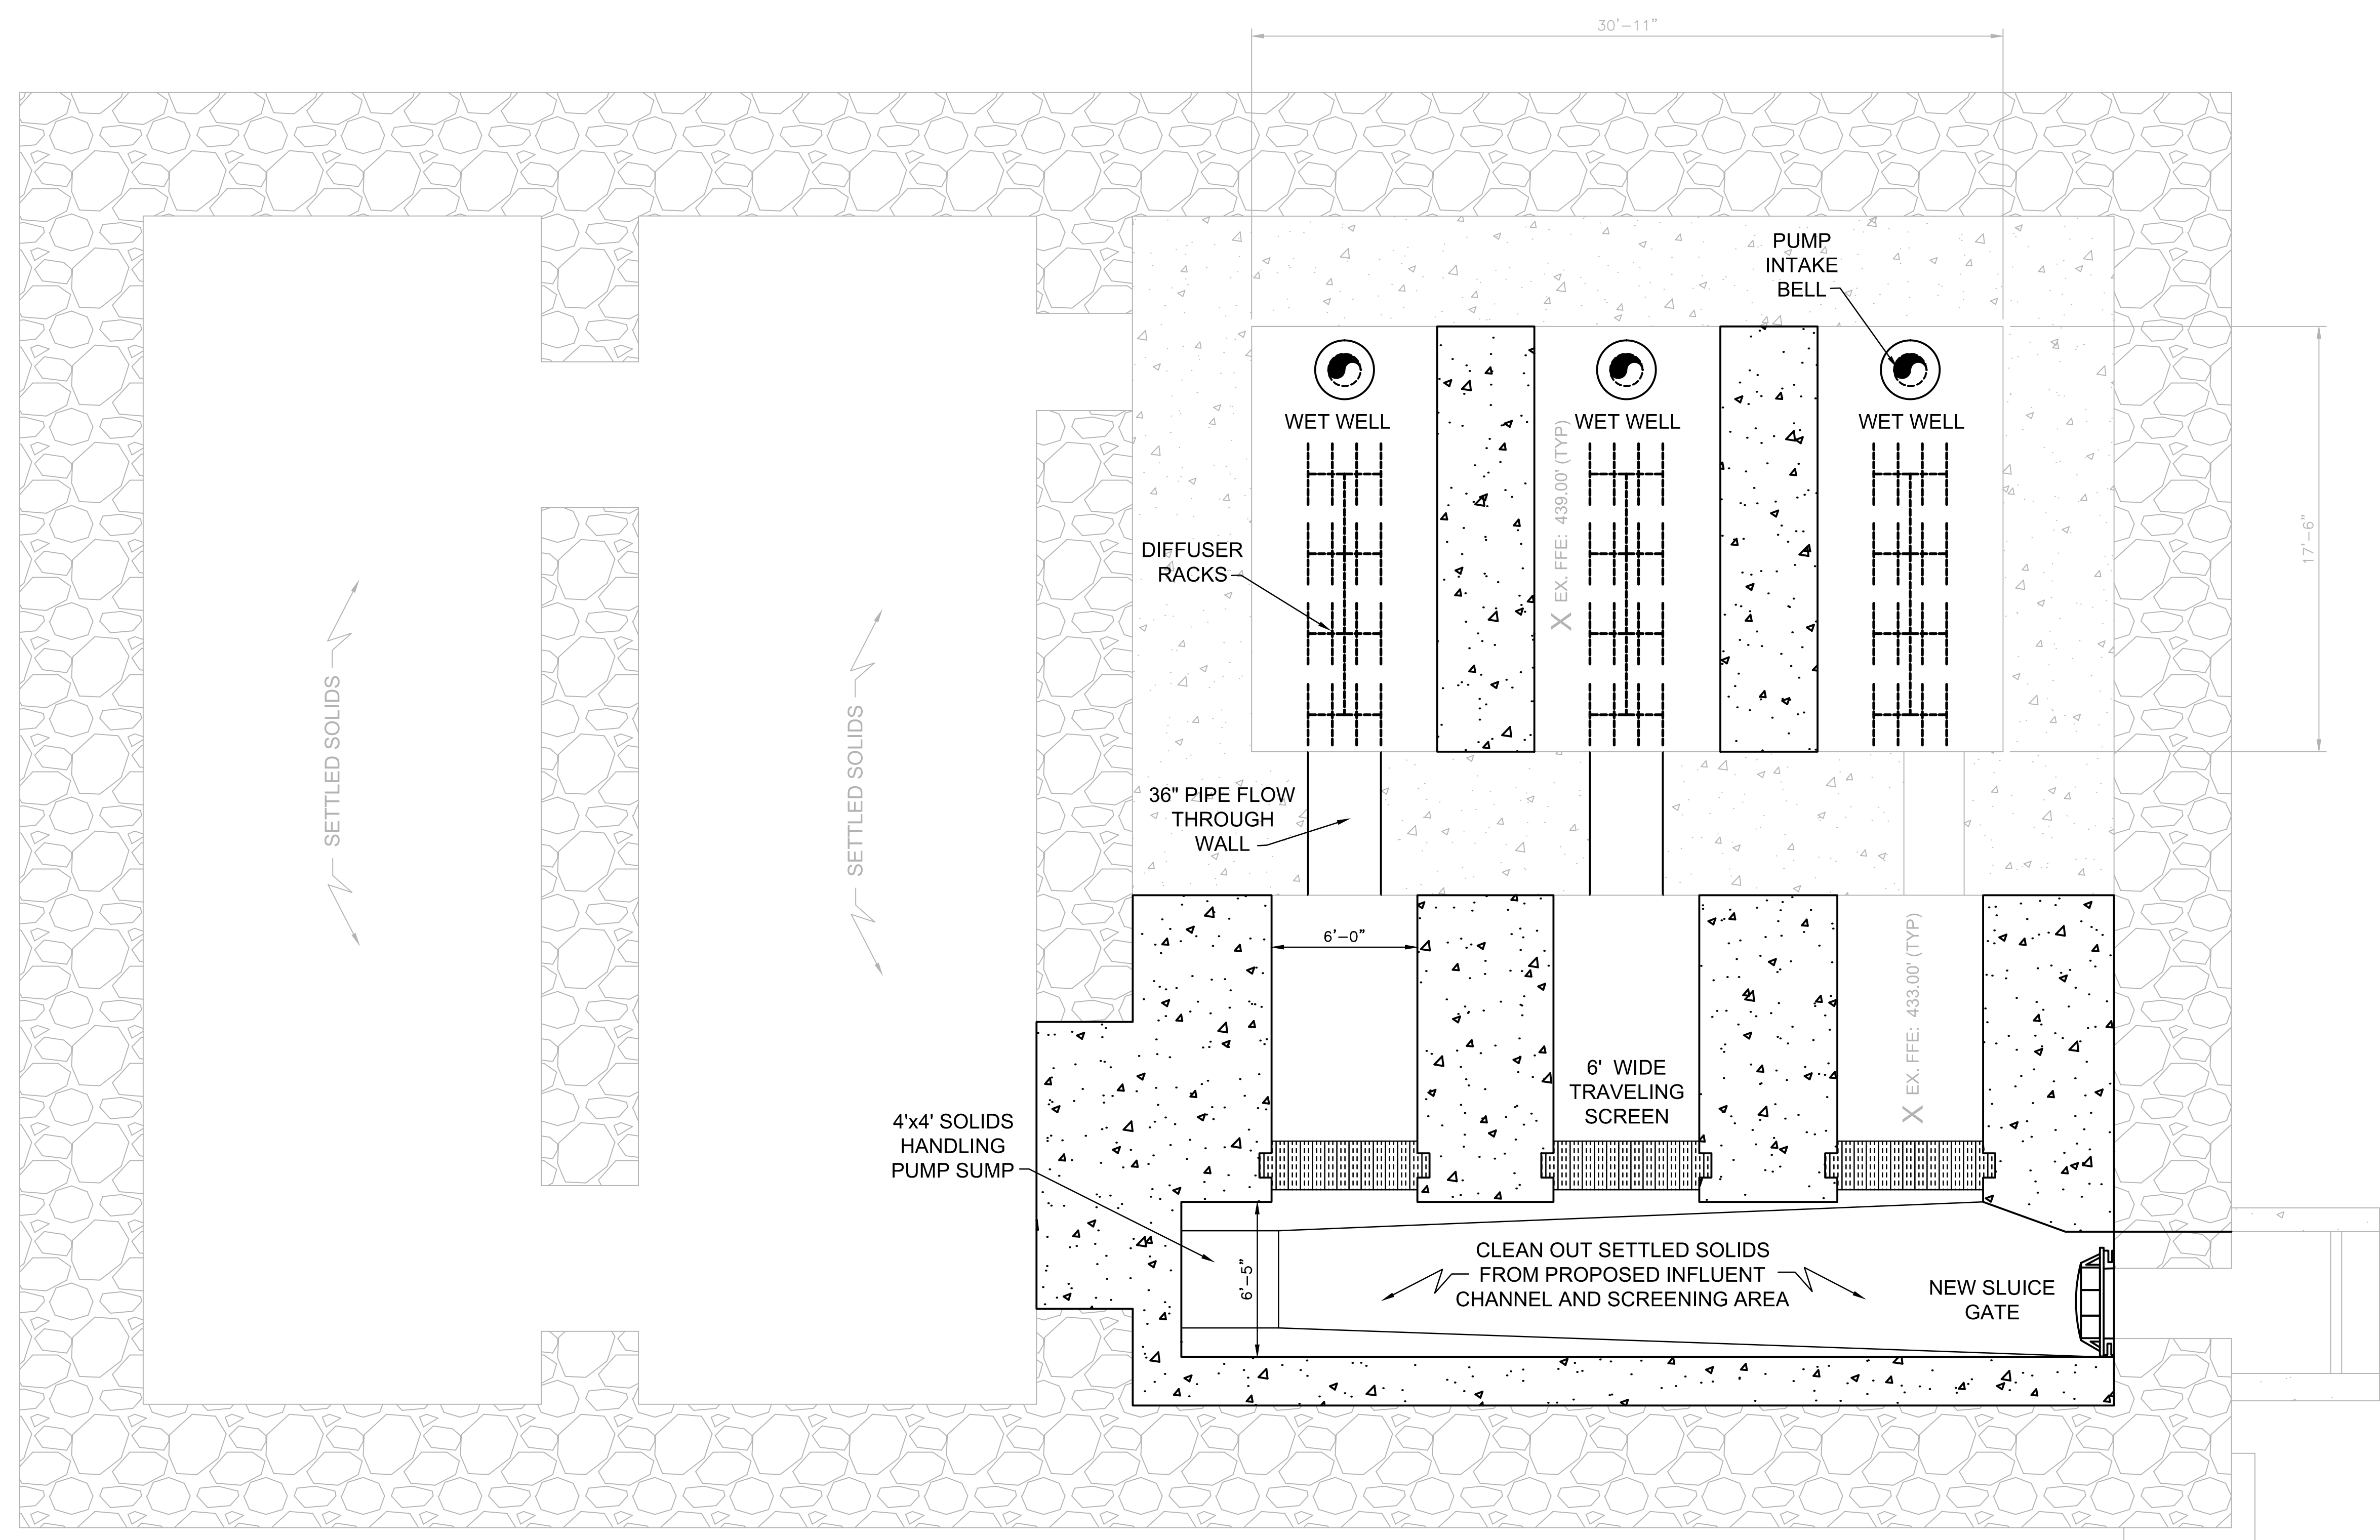 30'-11"
PUMP
INTAKE
BELL
WET WELL
WET WELL
WET WELL
EX. FFE: 439.00' (TYP)
X
17'-6"
DIFFUSER
RACKS
SETTLED SOLIDS
SETTLED SOLIDS
36" PIPE FLOW
THROUGH
WALL
6'-0"
EX. FFE: 433.00' (TYP)
X
6' WIDE
TRAVELING
SCREEN
4'x4' SOLIDS
HANDLING
PUMP SUMP
6'-5"
CLEAN OUT SETTLED SOLIDS
FROM PROPOSED INFLUENT
CHANNEL AND SCREENING AREA
NEW SLUICE
GATE